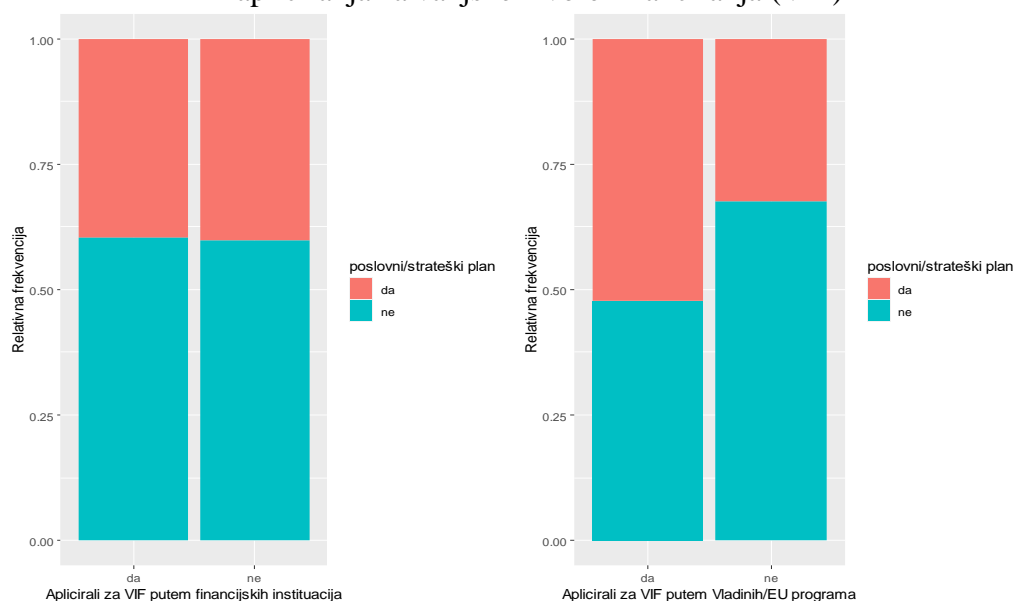 1.00
0.75
0.50
0.25
0.00
Relativna frekvencija
da
ne
Aplicirali za VIF putem financijskih instituacija
poslovni/strateški plan
da
ne
1.00
0.75
0.50
0.25
0.00
Relativna frekvencija
da
ne
Aplicirali za VIF putem Vladinih/EU programa
poslovni/strateški plan
da
ne